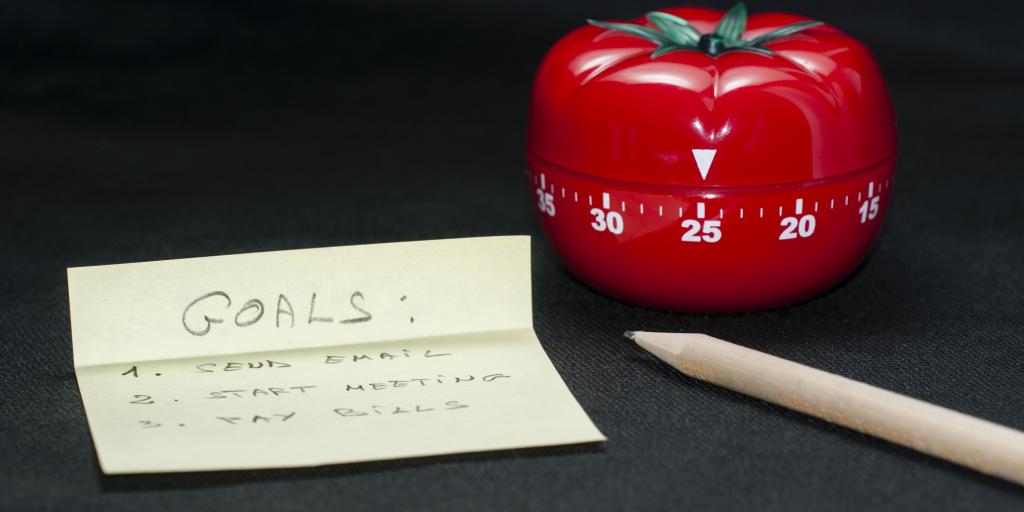 GOALS:
1. SEND EMAIL
2. START MEETING
3. PAY BILLS
35 30 25 20 15